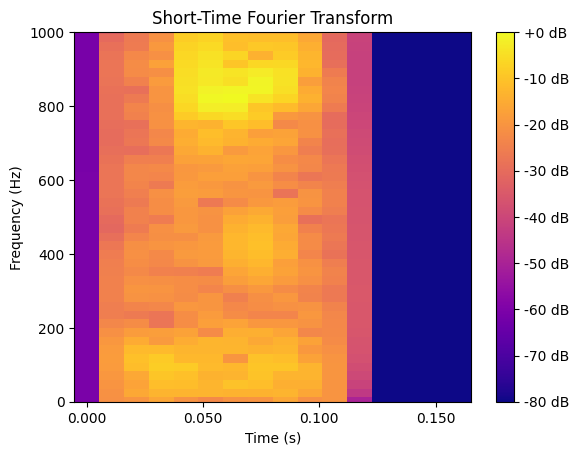 Short-Time Fourier Transform
1000
800
600
400
200
0
Frequency (Hz)
0.000
0.050
0.100
0.150
Time (s)
+0 dB
-10 dB
-20 dB
-30 dB
-40 dB
-50 dB
-60 dB
-70 dB
-80 dB